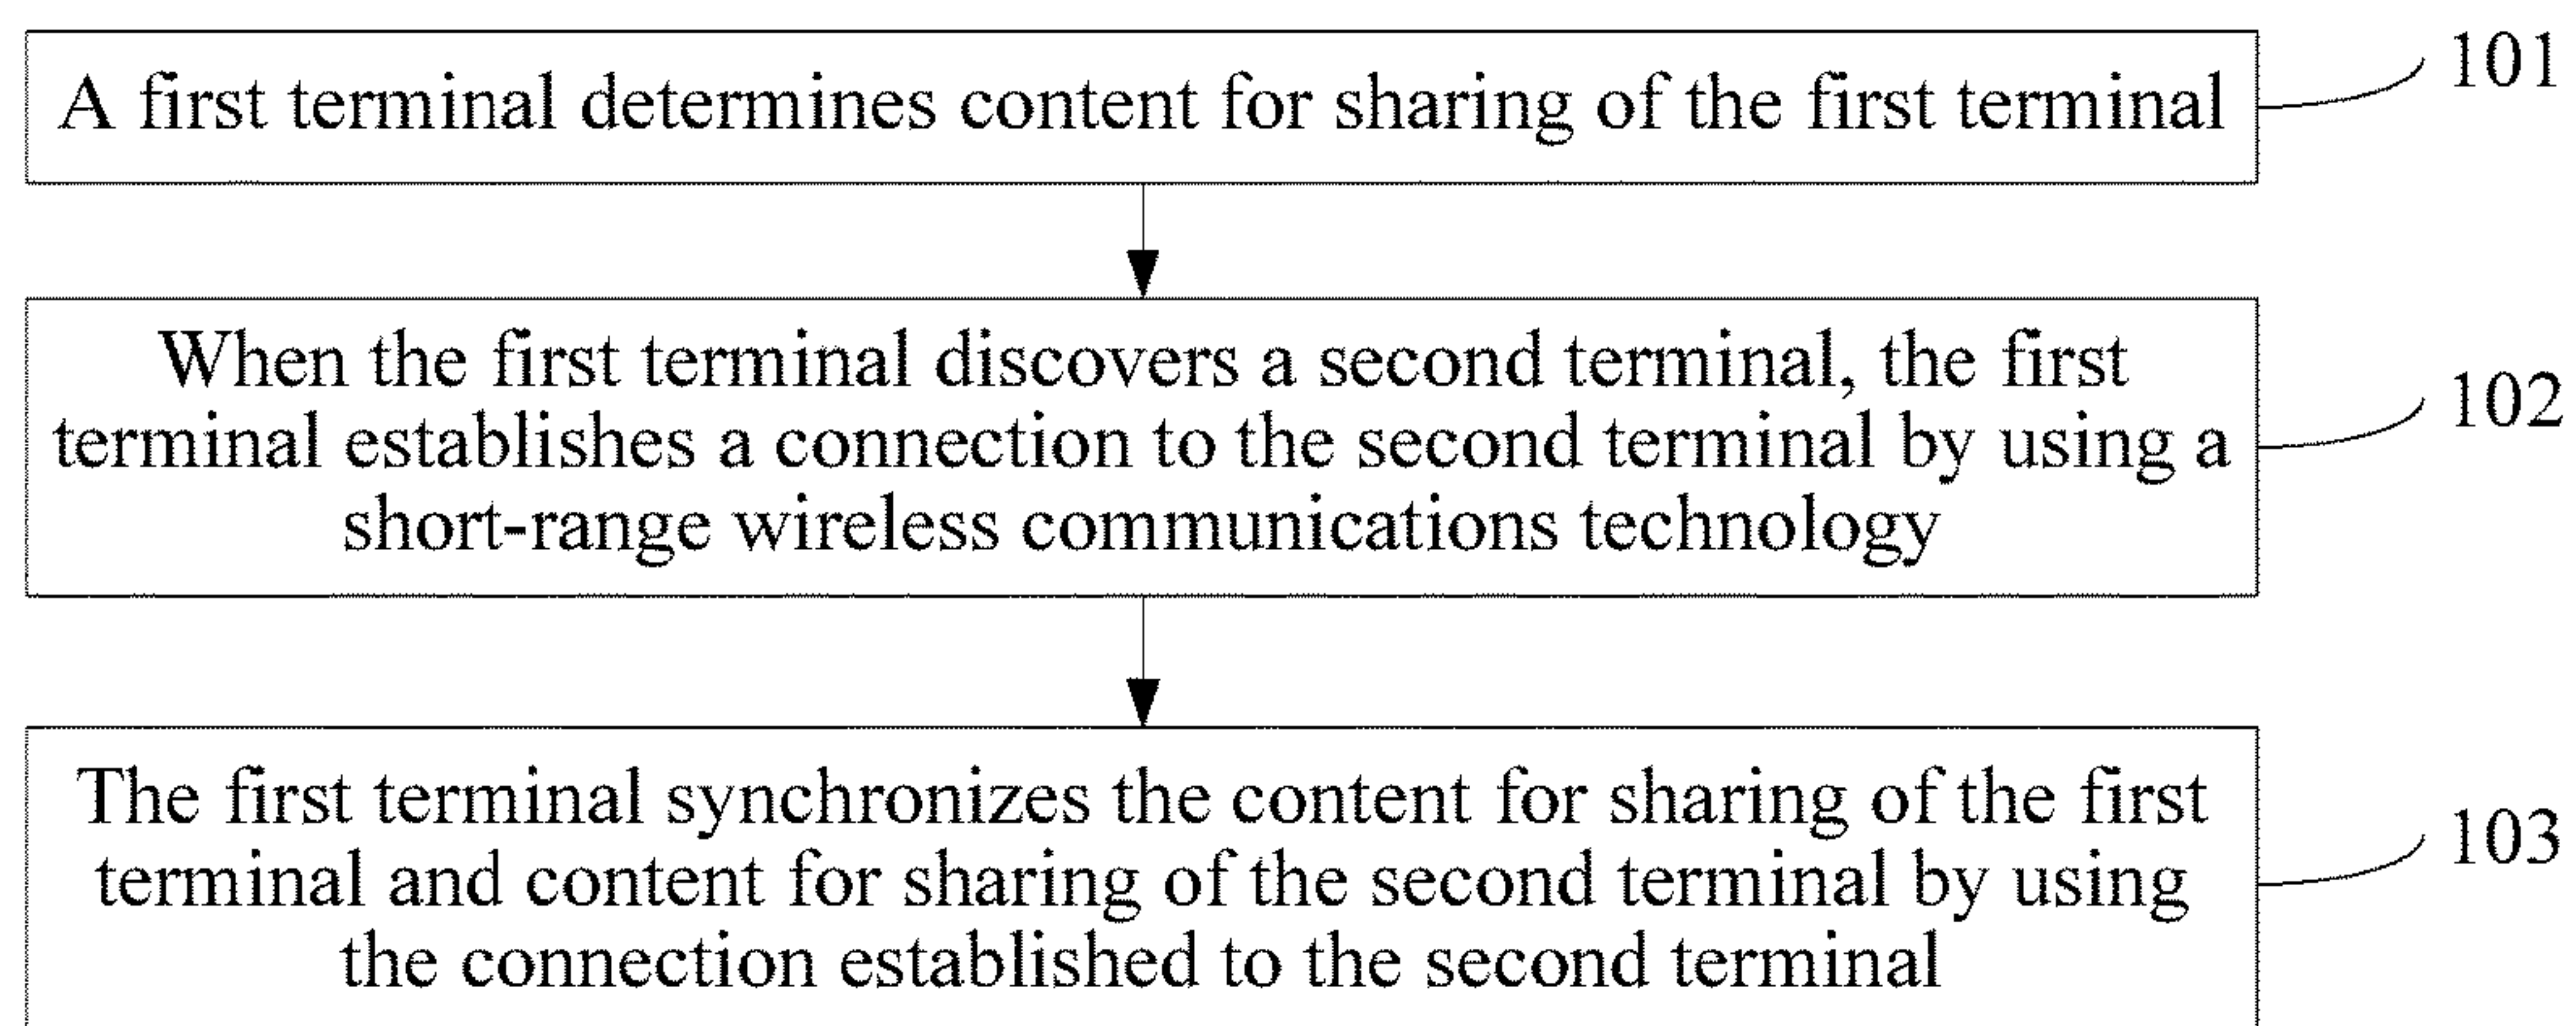 A first terminal determines content for sharing of the first terminal
101
When the first terminal discovers a second terminal, the first
terminal establishes a connection to the second terminal by using a
short-range wireless communications technology
102
The first terminal synchronizes the content for sharing of the first
terminal and content for sharing of the second terminal by using
the connection established to the second terminal
103